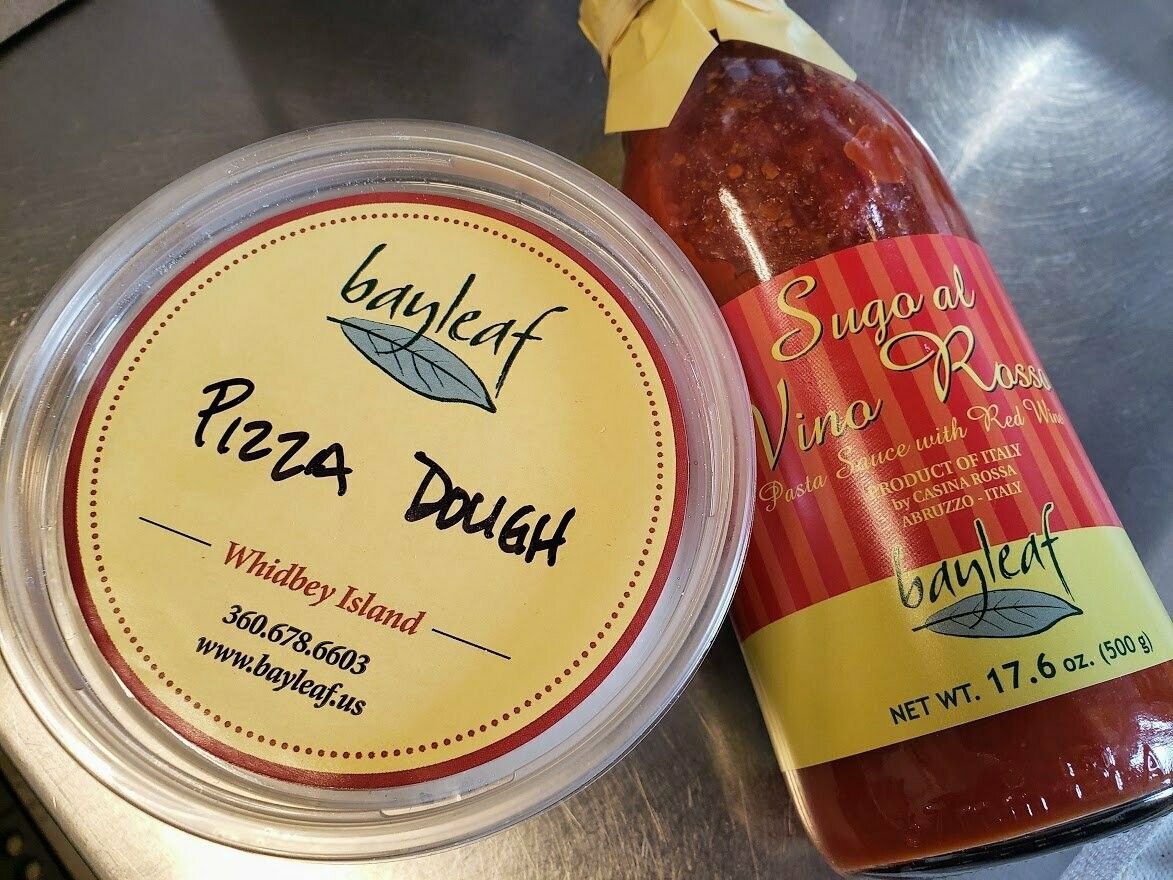 bayleaf
PIZZA DOUGH
Whidbey Island
360.678.6603
www.bayleaf.us
Sugo al
Vino Rosso
Pasta Sauce with Red Wine
PRODUCT OF ITALY
by CASINA ROSSA
ABRUZZO - ITALY
bayleaf
NET WT. 17.6 oz. (500 g)